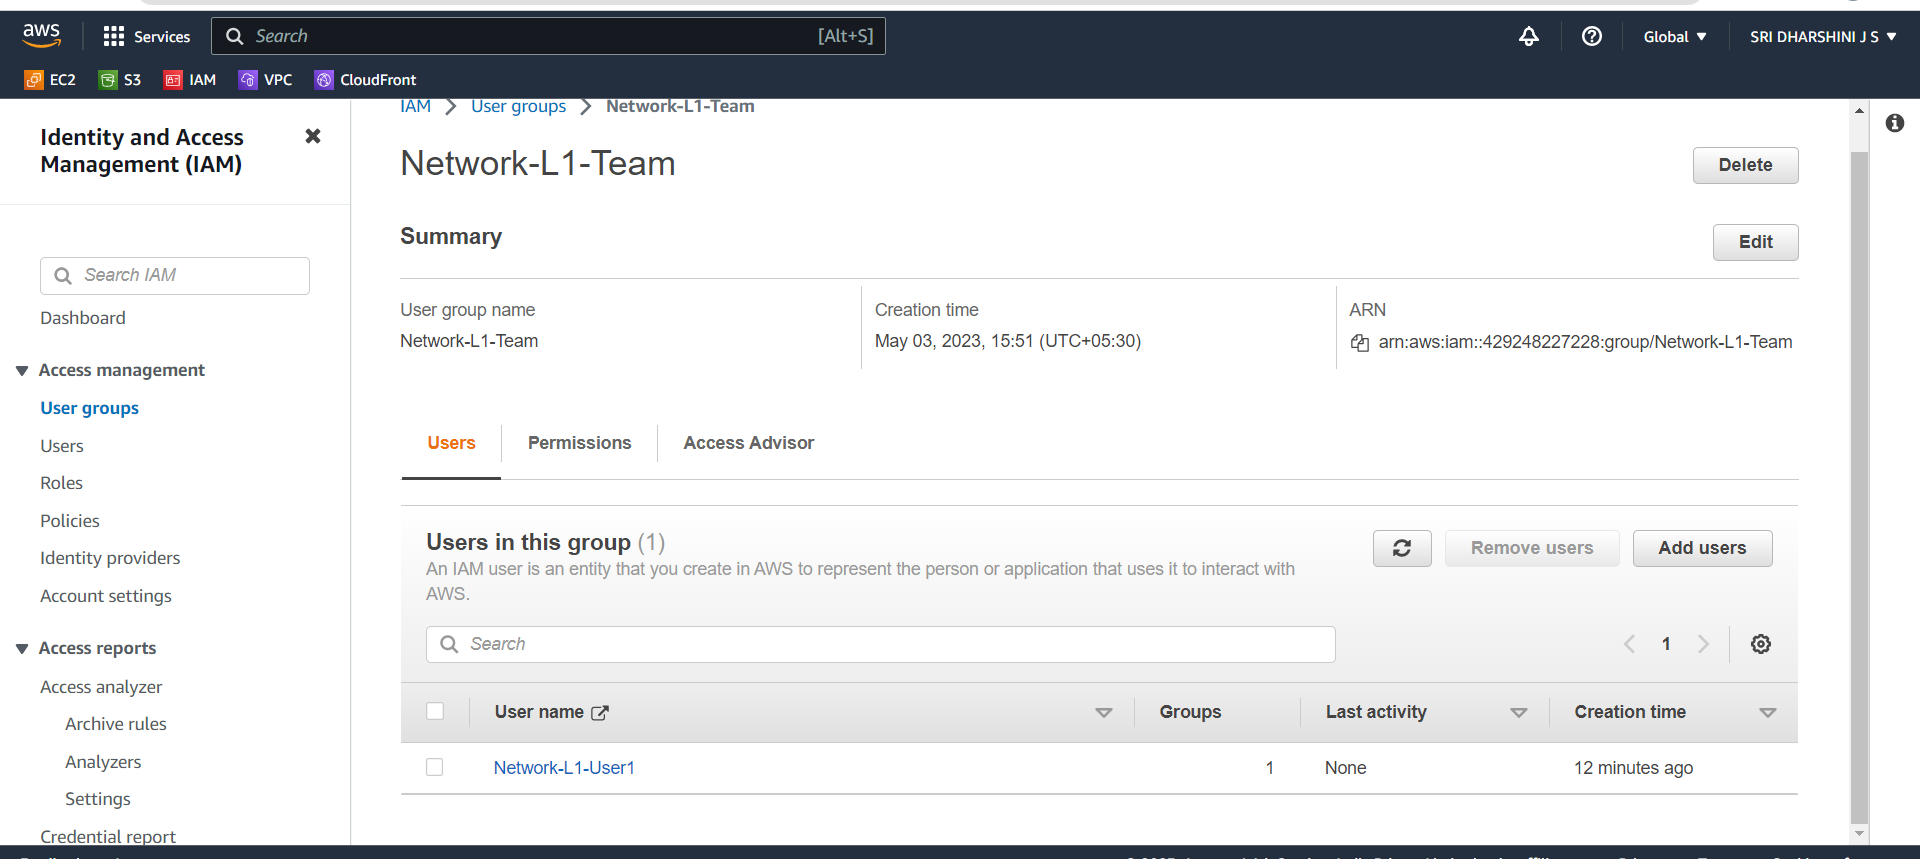 aws
Services
Search
[Alt+S]
Global
SRI DHARSHINI J S
EC2
S3
IAM
VPC
CloudFront
Identity and Access
Management (IAM)
Search IAM
Dashboard
Access management
User groups
Users
Roles
Policies
Identity providers
Account settings
Access reports
Access analyzer
Archive rules
Analyzers
Settings
Credential report
IAM > User groups > Network-L1-Team
Network-L1-Team
Delete
Summary
Edit
User group name
Network-L1-Team
Creation time
May 03, 2023, 15:51 (UTC+05:30)
ARN
arn:aws:iam::429248227228:group/Network-L1-Team
Users
Permissions
Access Advisor
Users in this group (1)
An IAM user is an entity that you create in AWS to represent the person or application that uses it to interact with
AWS.
Remove users
Add users
Search
1
User name
Groups
Last activity
Creation time
Network-L1-User1
1
None
12 minutes ago